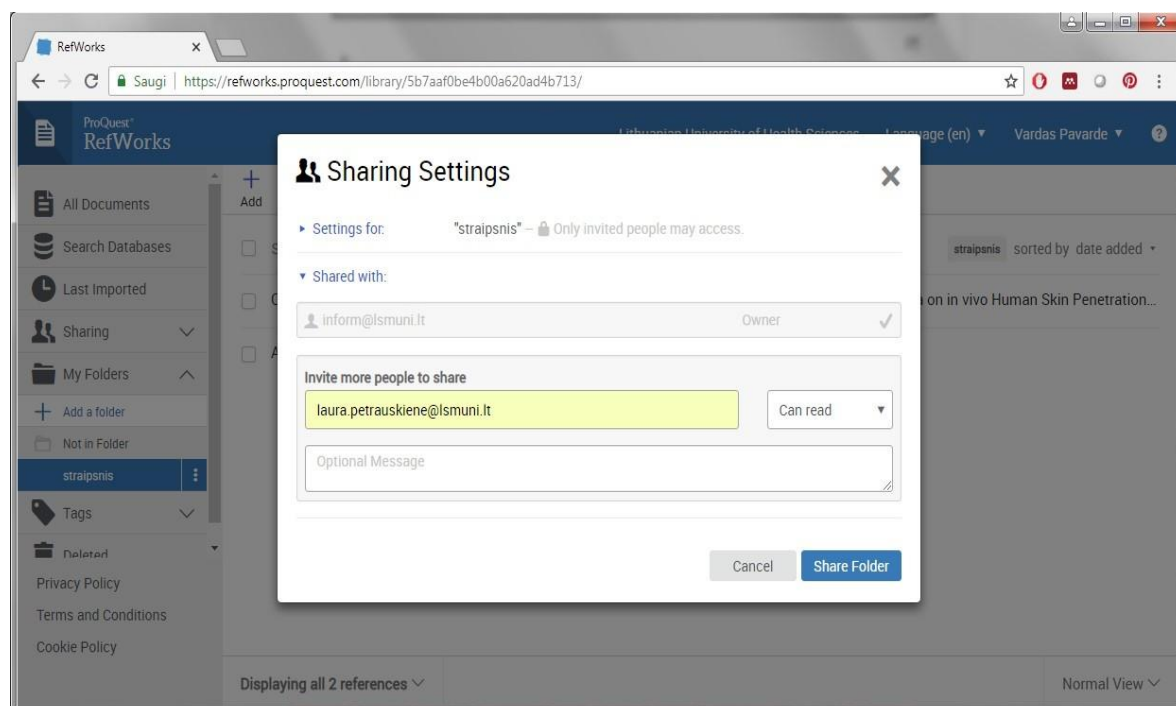 RefWorks
Saugi https://refworks.proquest.com/library/5b7aaf0be4b00a620ad4b713/
ProQuest
RefWorks
Lithuanian University of Health Sciences Language (en) Vardas Pavarde
All Documents
Search Databases
Last Imported
Sharing
My Folders
Add a folder
Not in Folder
straipsnis
Tags
Deleted
Privacy Policy
Terms and Conditions
Cookie Policy
Add
straipsnis sorted by date added
on in vivo Human Skin Penetration...
Sharing Settings
Settings for: "straipsnis" – Only invited people may access.
Shared with:
inform@lsmuni.lt Owner
Invite more people to share
laura.petrauskiene@lsmuni.lt Can read
Optional Message
Cancel Share Folder
Displaying all 2 references Normal View